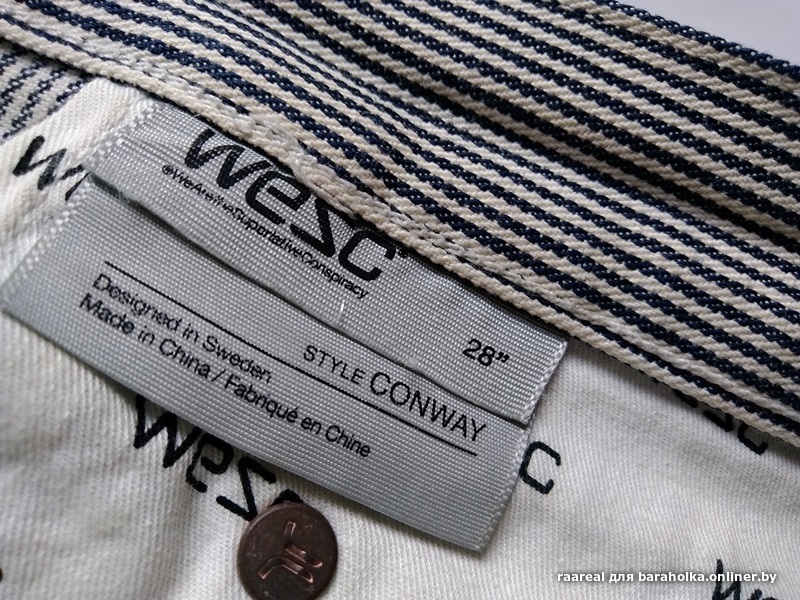 wesc
®WeAretheSuperlativeConspiracy
28”
STYLE CONWAY
Designed in Sweden
Made in China / Fabriqué en Chine
wesc
raareal для baraholka.onliner.by